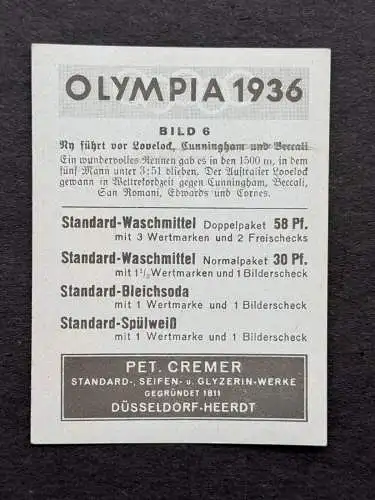 OLYMPIA 1936
BILD 6
Ny führt vor Lovelock, Cunningham und Beccali
Ein wundervolles Rennen gab es in den 1500 m, in dem
fünf Mann unter 3:51 blieben. Der Australier Lovelock
gewann in Weltrekordzeit gegen Cunningham, Beccali,
San Romani, Edwards und Cornes.
Standard-Waschmittel Doppelpaket 58 Pf.
mit 3 Wertmarken und 2 Freischecks
Standard-Waschmittel Normalpaket 30 Pf.
mit 1½ Wertmarken und 1 Bilderscheck
Standard-Bleichsoda
mit 1 Wertmarke und 1 Bilderscheck
Standard-Spülweiß
mit 1 Wertmarke und 1 Bilderscheck
PET. CREMER
STANDARD-, SEIFEN- u. GLYZERIN-WERKE
GEGRÜNDET 1811
DÜSSELDORF-HEERDT